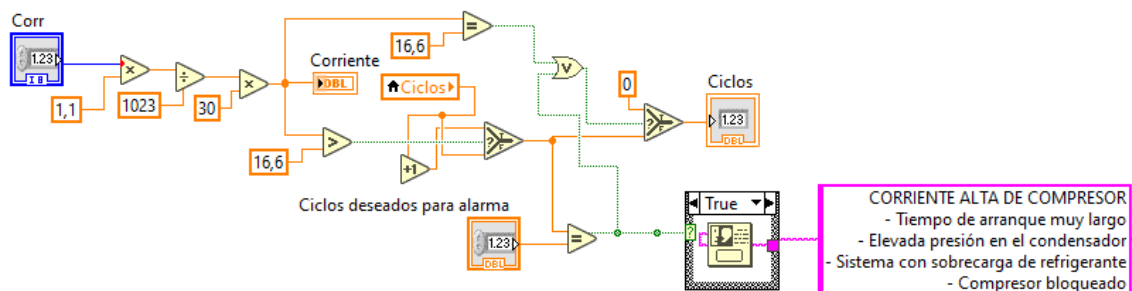 Corr
1.23
I 8
1,1
×
÷
1023
×
30
Corriente
DBL
=
16,6
>
16,6
Ciclos
+1
?
T
F
V
0
?
T
F
Ciclos
1.23
DBL
Ciclos deseados para alarma
1.23
DBL
=
True
?
CORRIENTE ALTA DE COMPRESOR
- Tiempo de arranque muy largo
- Elevada presión en el condensador
- Sistema con sobrecarga de refrigerante
- Compresor bloqueado